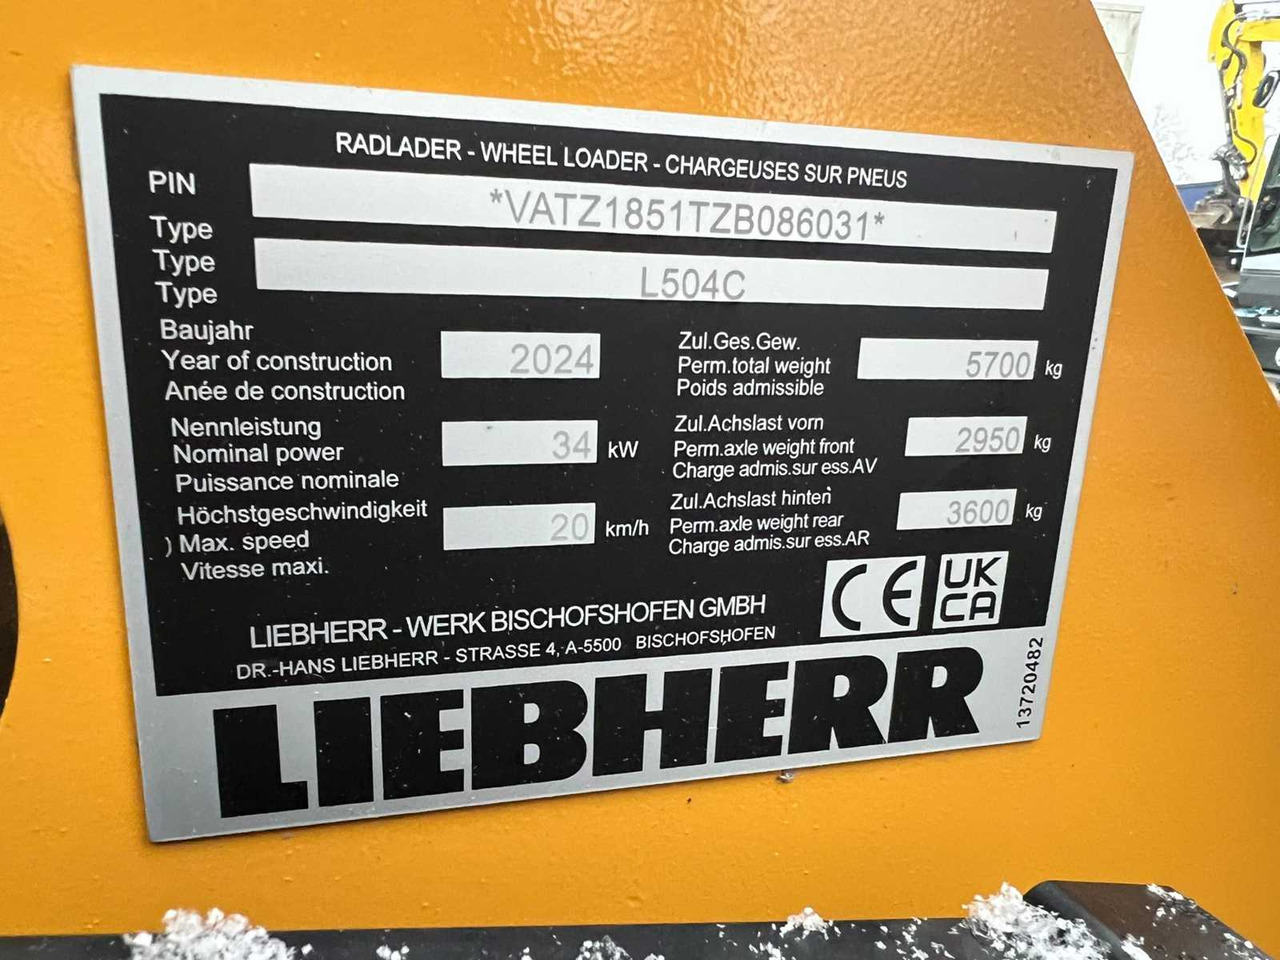 RADLADER - WHEEL LOADER - CHARGEUSES SUR PNEUS
PIN *VATZ1851TZB086031*
Type
Type L504C
Type
Baujahr
Year of construction 2024
Anée de construction
Nennleistung
Nominal power 34 kW
Puissance nominale
Höchstgeschwindigkeit
) Max. speed 20 km/h
Vitesse maxi.
Zul.Ges.Gew.
Perm.total weight 5700 kg
Poids admissible
Zul.Achslast vorn
Perm.axle weight front 2950 kg
Charge admis.sur ess.AV
Zul.Achslast hinten
Perm.axle weight rear 3600 kg
Charge admis.sur ess.AR
CE UK CA
LIEBHERR - WERK BISCHOFSHOFEN GMBH
DR.-HANS LIEBHERR - STRASSE 4, A-5500 BISCHOFSHOFEN
LIEBHERR
13720482